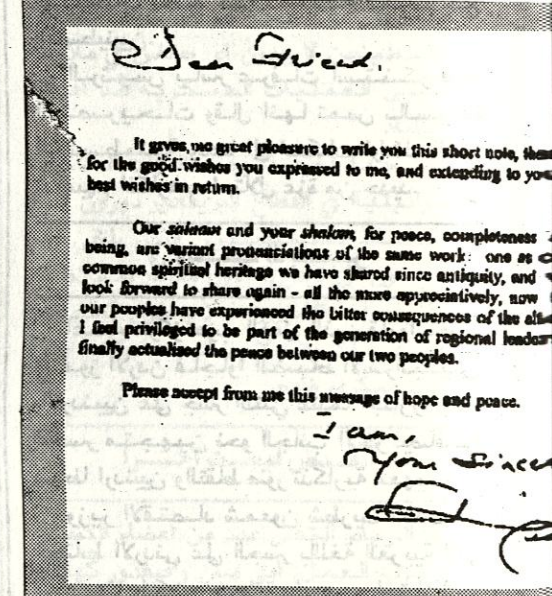 Dear Friend.
It gives me great pleasure to write you this short note,
for the good wishes you expressed to me, and extending to
best wishes in return.
Our salaam and your shalom, for peace, completeness
being, are variant pronunciations of the same work: one
common spiritual heritage we have shared since antiquity, and
look forward to share again - all the more appreciatively, now
our peoples have experienced the bitter consequences of the
I feel privileged to be part of the generation of regional
finally actualised the peace between our two peoples.
Please accept from me this message of hope and peace.
I am,
Your